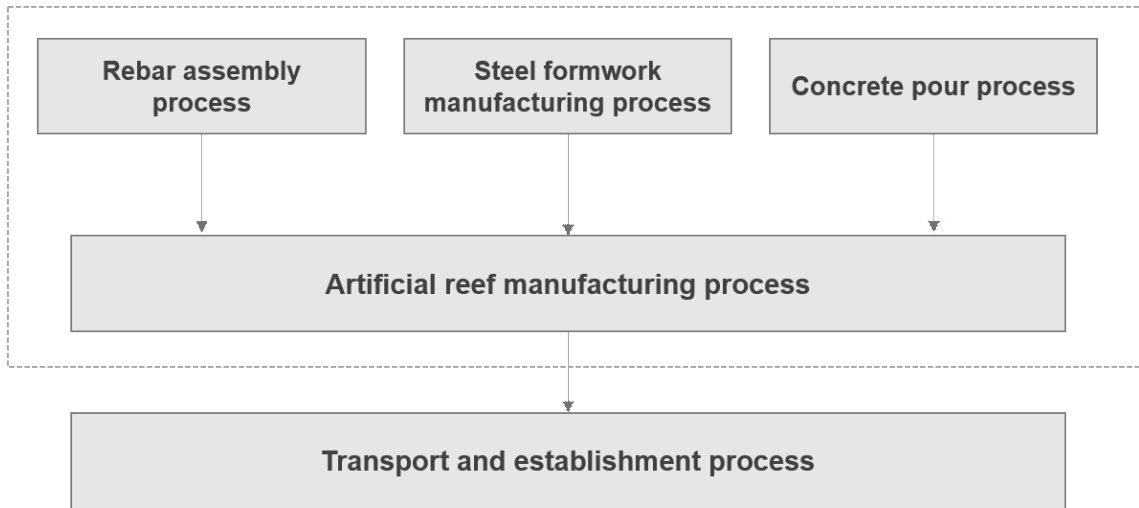 Rebar assembly
process
Steel formwork
manufacturing process
Concrete pour process
Artificial reef manufacturing process
Transport and establishment process